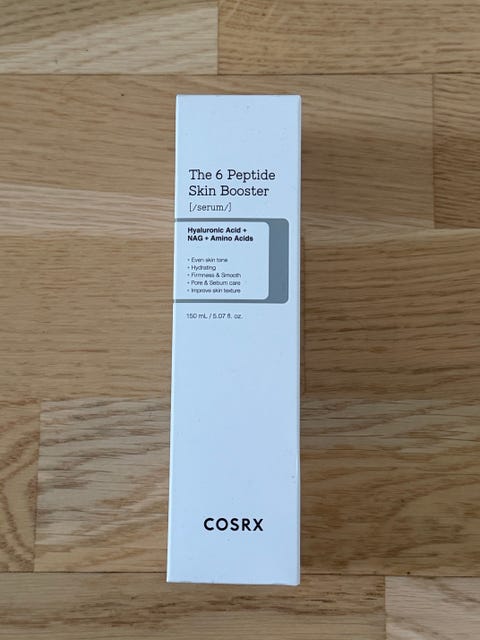 The 6 Peptide
Skin Booster
[/serum/]
Hyaluronic Acid +
NAG + Amino Acids
• Even skin tone
• Hydrating
• Firmness & Smooth
• Pore & Sebum care
• Improve skin texture
150 mL / 5.07 fl. oz.
COSRX